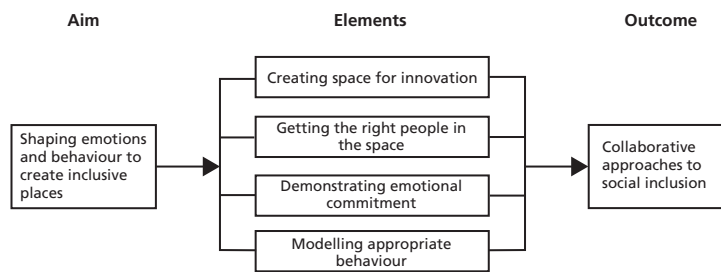 Aim
Elements
Outcome
Shaping emotions
and behaviour to
create inclusive
places
Creating space for innovation
Getting the right people in
the space
Demonstrating emotional
commitment
Modelling appropriate
behaviour
Collaborative
approaches to
social inclusion